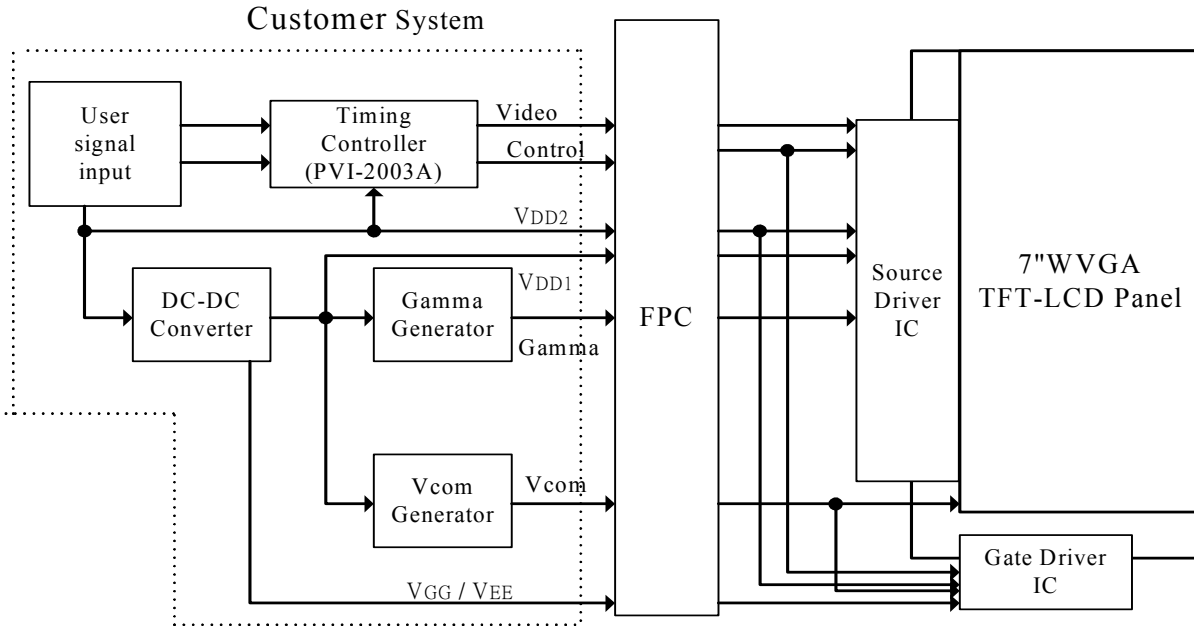 Customer System
User
signal
input
Timing
Controller
(PVI-2003A)
Video
Control
VDD2
VDD1
DC-DC
Converter
Gamma
Generator
Gamma
Vcom
Generator
Vcom
VGG / VEE
FPC
Source
Driver
IC
7"WVGA
TFT-LCD Panel
Gate Driver
IC